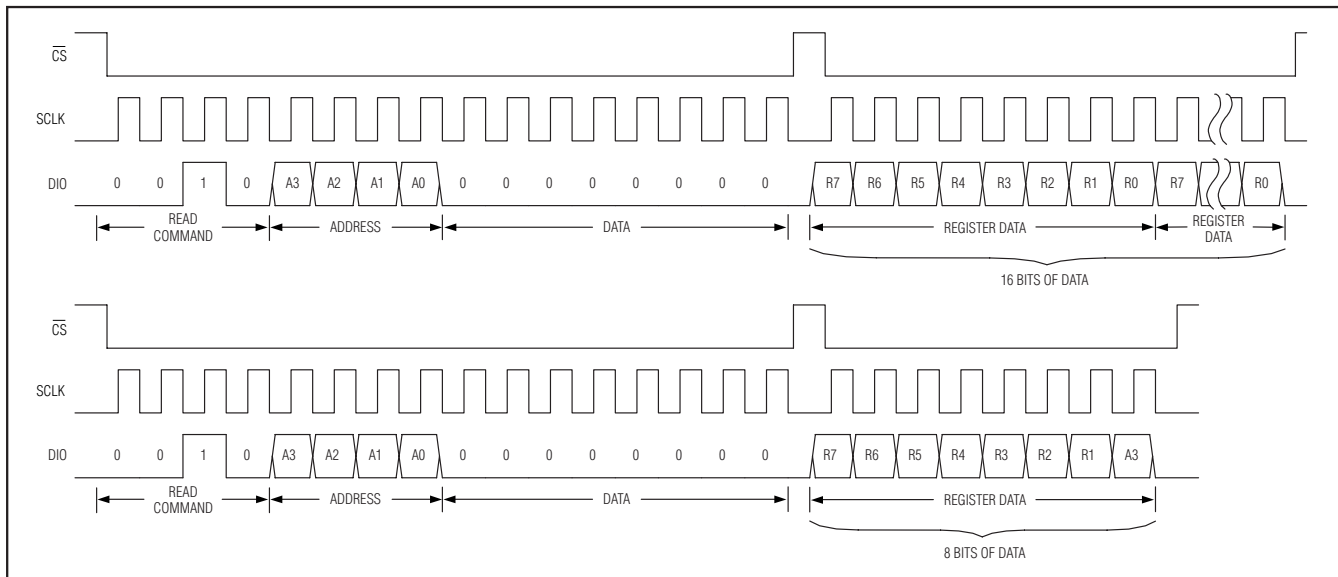 CS
SCLK
DIO 0 0 1 0 A3 A2 A1 A0 0 0 0 0 0 0 0 0 R7 R6 R5 R4 R3 R2 R1 R0 R7 R0
READ COMMAND ADDRESS DATA REGISTER DATA REGISTER DATA
16 BITS OF DATA
CS
SCLK
DIO 0 0 1 0 A3 A2 A1 A0 0 0 0 0 0 0 0 0 R7 R6 R5 R4 R3 R2 R1 A3
READ COMMAND ADDRESS DATA REGISTER DATA
8 BITS OF DATA